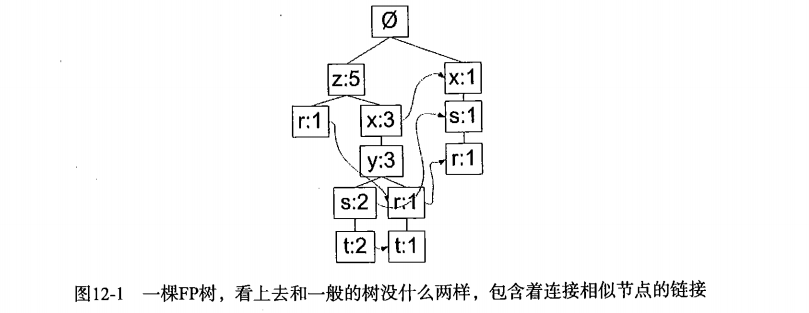 Ø
z:5 x:1
r:1 x:3 s:1
y:3 r:1
s:2 r:1
t:2 t:1
图12-1 一棵FP树，看上去和一般的树没什么两样，包含着连接相似节点的链接